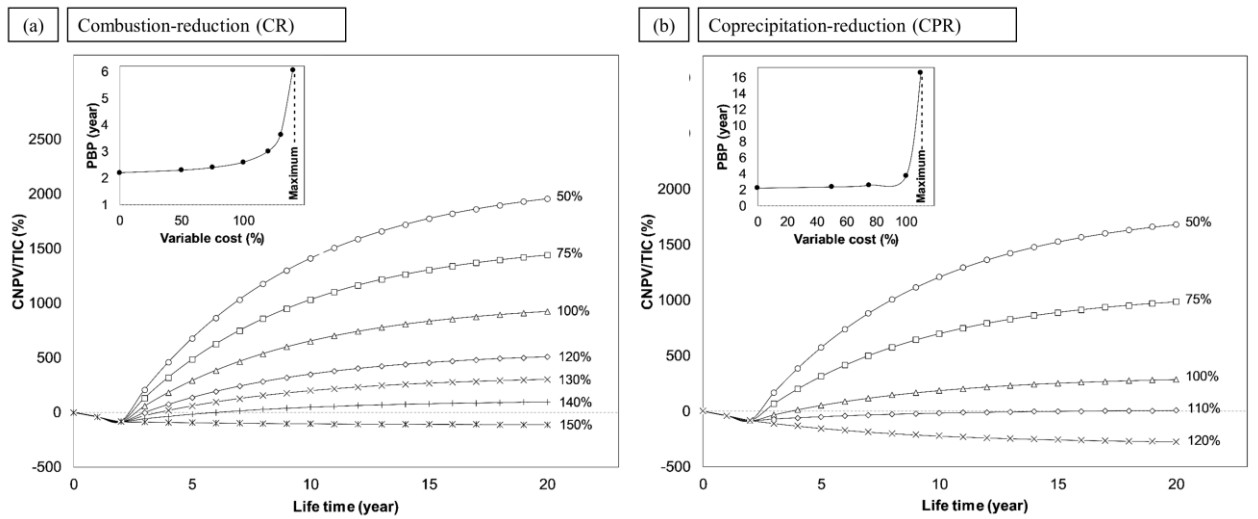 (a) Combustion-reduction (CR)
6
5
4
3
2
1
PBP (year)
0 50 100
Variable cost (%)
Maximum
2500
2000
1500
1000
500
0
-500
CNPV/TIC (%)
50%
75%
100%
120%
130%
140%
150%
0 5 10 15 20
Life time (year)
(b) Coprecipitation-reduction (CPR)
16
14
12
10
8
6
4
2
0
PBP (year)
0 20 40 60 80 100
Variable cost (%)
Maximum
2000
1500
1000
500
0
-500
CNPV/TIC (%)
50%
75%
100%
110%
120%
0 5 10 15 20
Life time (year)